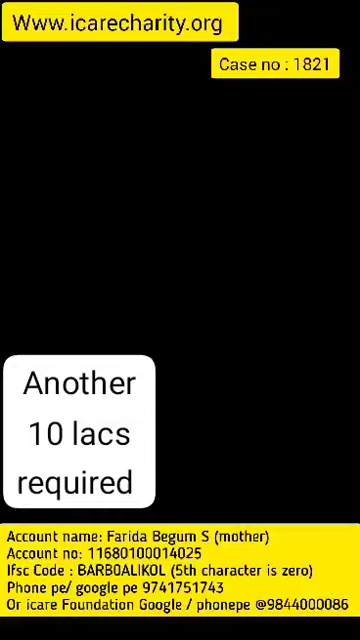 Www.icarecharity.org
Case no : 1821
Another
10 lacs
required
Account name: Farida Begum S (mother)
Account no: 11680100014025
Ifsc Code : BARB0ALIKOL (5th character is zero)
Phone pe/ google pe 9741751743
Or icare Foundation Google / phonepe @9844000086